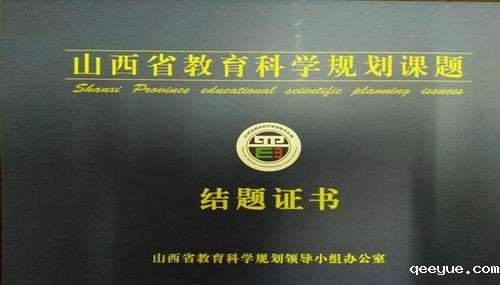 山西省教育科学规划课题
Shanxi Province educational scientific planning issuces
结题证书
山西省教育科学规划领导小组办公室
qeeyue.com